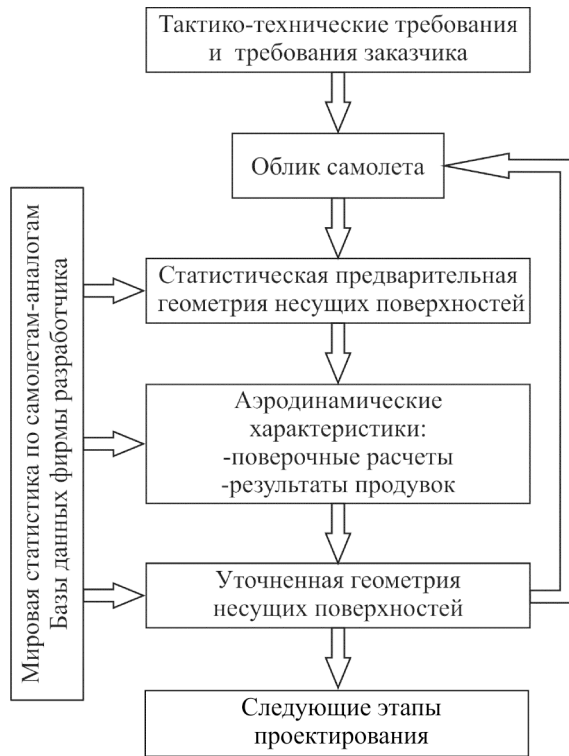 Тактико-технические требования
и требования заказчика
Облик самолета
Мировая статистика по самолетам-аналогам
Базы данных фирмы разработчика
Статистическая предварительная
геометрия несущих поверхностей
Аэродинамические
характеристики:
-поверочные расчеты
-результаты продувок
Уточненная геометрия
несущих поверхностей
Следующие этапы
проектирования